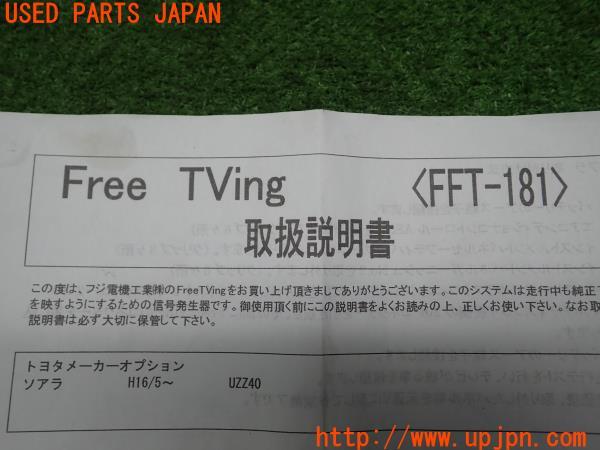 USED PARTS JAPAN
Free TVing 〈FFT-181〉
取扱説明書
この度は、フジ電機工業㈱のFreeTVingをお買い上げ頂きましてありがとうございます。このシステムは走行中も純正
を映すようにするための信号発生器です。御使用頂く前にこの説明書をよくお読みの上、正しくお使い下さい。なお取
説明書は必ず大切に保管して下さい。
トヨタメーカーオプション
ソアラ H16/5～ UZZ40
http://www.upjpn.com/